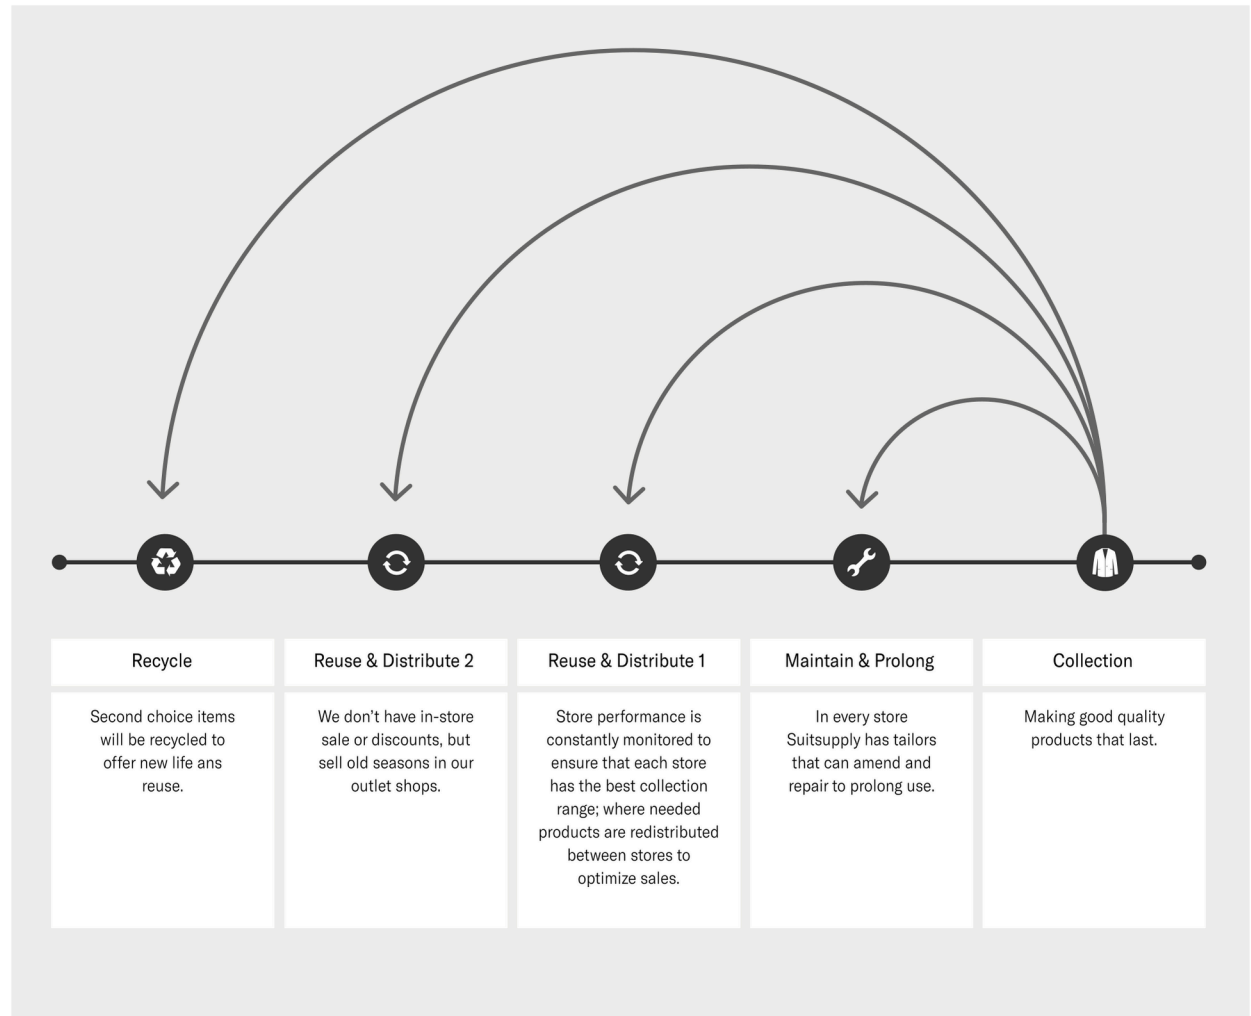 Recycle
Second choice items
will be recycled to
offer new life ans
reuse.
Reuse & Distribute 2
We don't have in-store
sale or discounts, but
sell old seasons in our
outlet shops.
Reuse & Distribute 1
Store performance is
constantly monitored to
ensure that each store
has the best collection
range; where needed
products are redistributed
between stores to
optimize sales.
Maintain & Prolong
In every store
Suitsupply has tailors
that can amend and
repair to prolong use.
Collection
Making good quality
products that last.